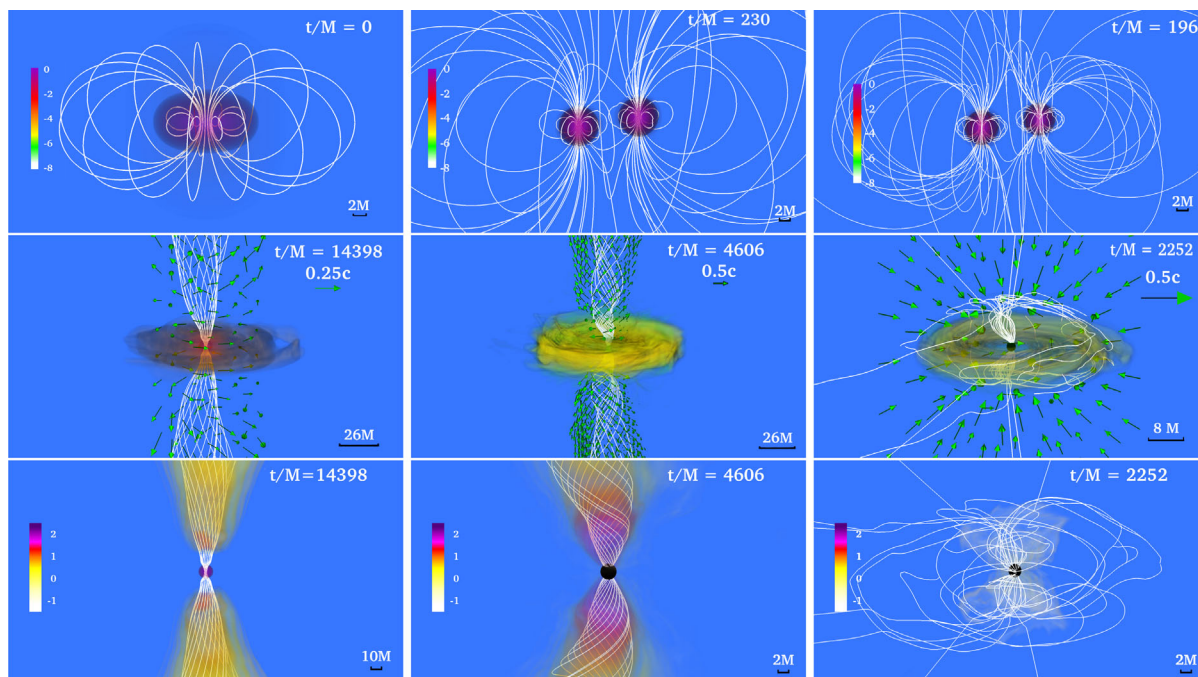 t/M = 0
0
-2
-4
-6
-8
2M
t/M = 230
0
-2
-4
-6
-8
2M
t/M = 196
0
-2
-4
-6
-8
2M
t/M = 14398
0.25c
26M
t/M = 4606
0.5c
26M
t/M = 2252
0.5c
8 M
t/M=14398
2
1
0
-1
10M
t/M = 4606
2
1
0
-1
2M
t/M = 2252
2
1
0
-1
2M